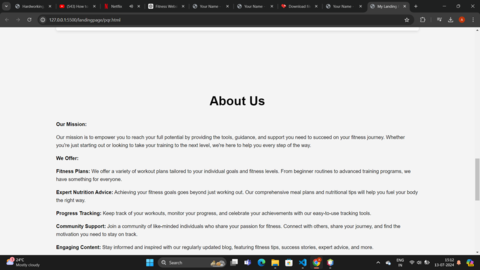 Netflix
Your Name
Your Name
Your Name
My Landing
127.0.0.1:5500/landingpage/jcp.html
About Us
Our Mission:
Our mission is to empower you to reach your full potential by providing the tools, guidance, and support you need to succeed on your fitness journey. Whether
you're just starting out or looking to take your training to the next level, we're here to help you every step of the way.
We Offer:
Fitness Plans: We offer a variety of workout plans tailored to your individual goals and fitness levels. From beginner routines to advanced training programs, we
have something for everyone.
Expert Nutrition Advice: Achieving your fitness goals goes beyond just working out. Our comprehensive meal plans and nutritional tips will help you fuel your body
the right way.
Progress Tracking: Keep track of your workouts, monitor your progress, and celebrate your achievements with our easy-to-use tracking tools.
Community Support: Join a community of like-minded individuals who share your passion for fitness. Connect with others, share your journey, and find the
motivation you need to stay on track.
Engaging Content: Stay informed and inspired with our regularly updated blog, featuring fitness tips, success stories, expert advice, and more.
Mostly cloudy
Search
ENG
IN
13-07-2024